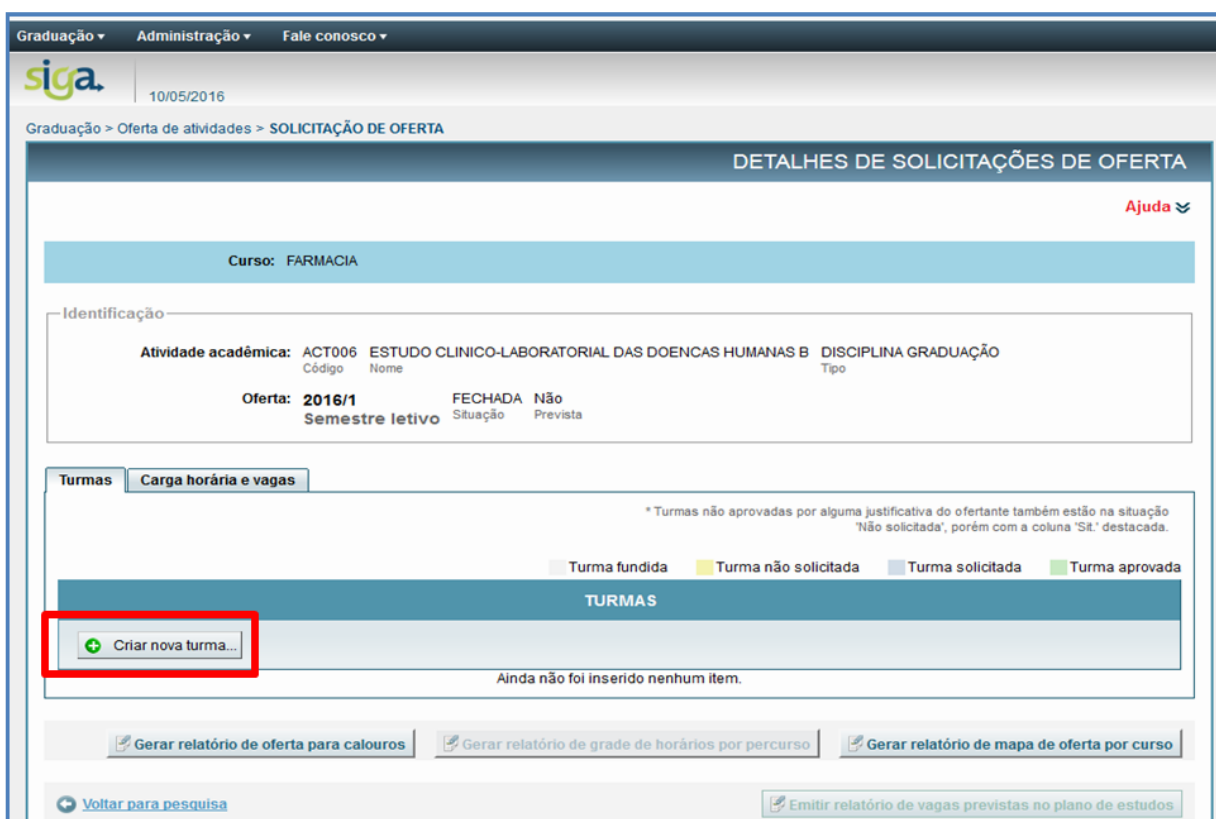 Graduação Administração Fale conosco
siga
10/05/2016
Graduação > Oferta de atividades > SOLICITAÇÃO DE OFERTA
DETALHES DE SOLICITAÇÕES DE OFERTA
Ajuda
Curso: FARMACIA
Identificação
Atividade acadêmica: ACT006 ESTUDO CLINICO-LABORATORIAL DAS DOENCAS HUMANAS B DISCIPLINA GRADUAÇÃO
Código Nome Tipo
Oferta: 2016/1 FECHADA Não
Semestre letivo Situação Prevista
Turmas Carga horária e vagas
* Turmas não aprovadas por alguma justificativa do ofertante também estão na situação
'Não solicitada', porém com a coluna 'Sit.' destacada.
Turma fundida Turma não solicitada Turma solicitada Turma aprovada
TURMAS
Criar nova turma...
Ainda não foi inserido nenhum item.
Gerar relatório de oferta para calouros Gerar relatório de grade de horários por percurso Gerar relatório de mapa de oferta por curso
Voltar para pesquisa Emitir relatório de vagas previstas no plano de estudos